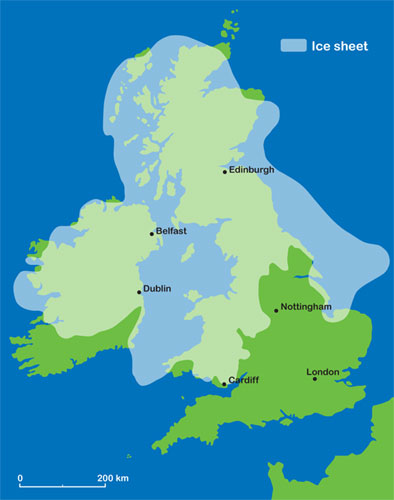 Ice sheet
Edinburgh
Belfast
Dublin
Nottingham
London
Cardiff
0 200 km